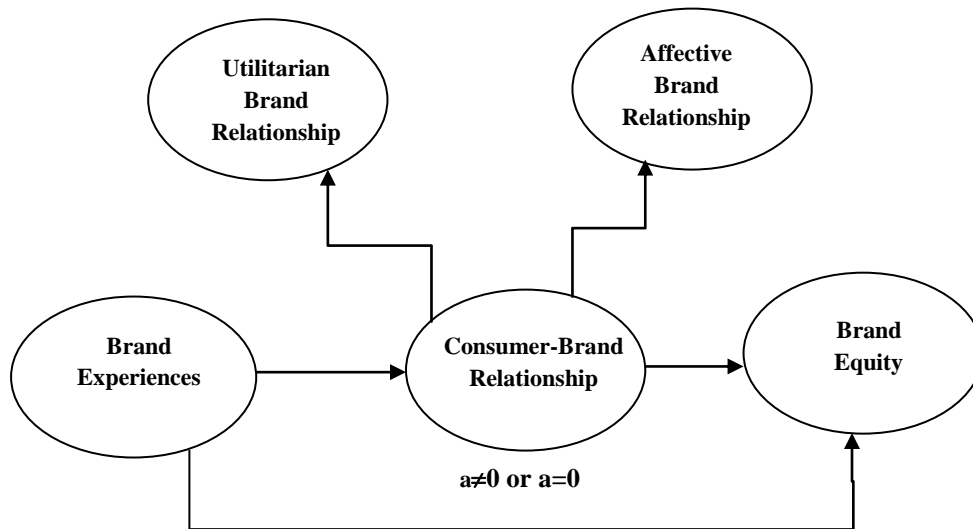 Utilitarian
Brand
Relationship
Affective
Brand
Relationship
Brand
Experiences
Consumer-Brand
Relationship
Brand
Equity
a≠0 or a=0